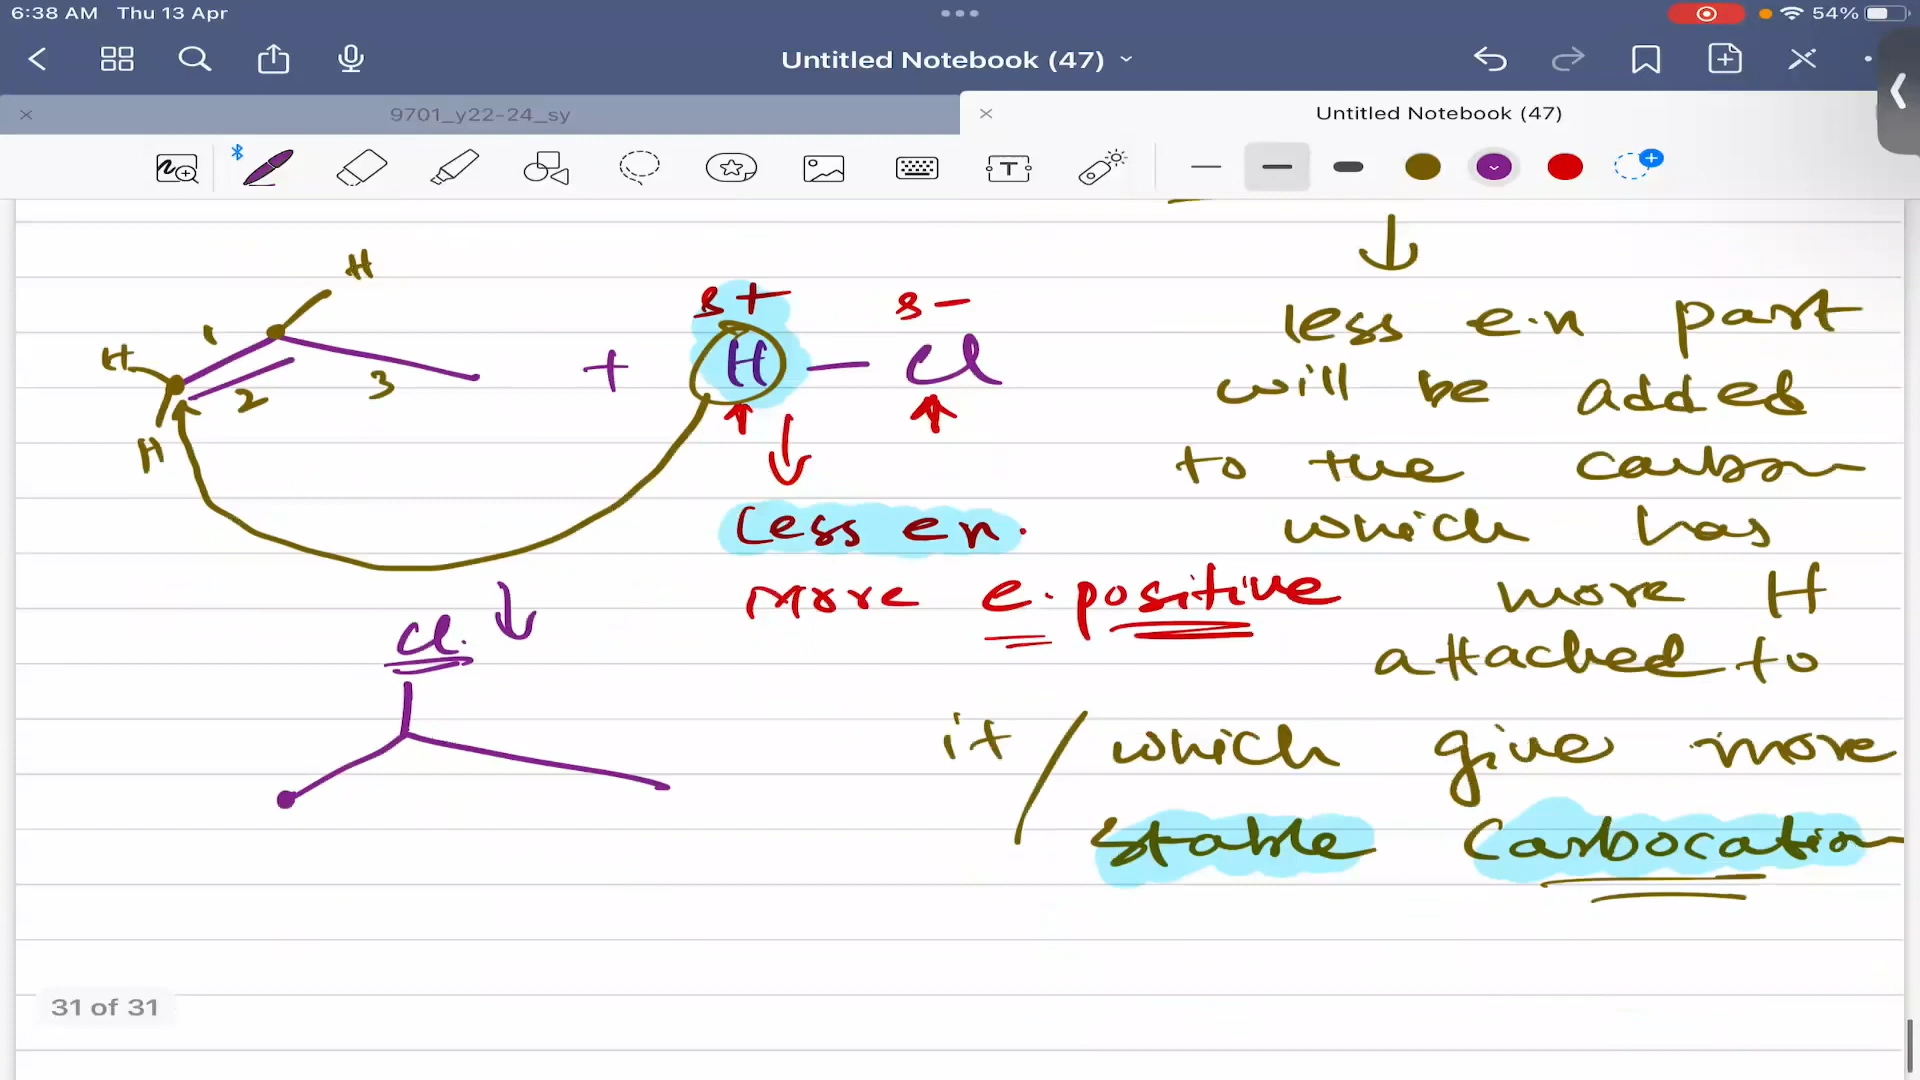 6:38 AM Thu 13 Apr
54%
Untitled Notebook (47)
9701_y22-24_sy
Untitled Notebook (47)
T
H
1
H
2
3
H
δ+
δ-
+ H — Cl
less en.
more e.positive
Cl
less e.n part
will be added
to the carbon
which has
more H
attached to
it / which give more
stable Carbocation
31 of 31